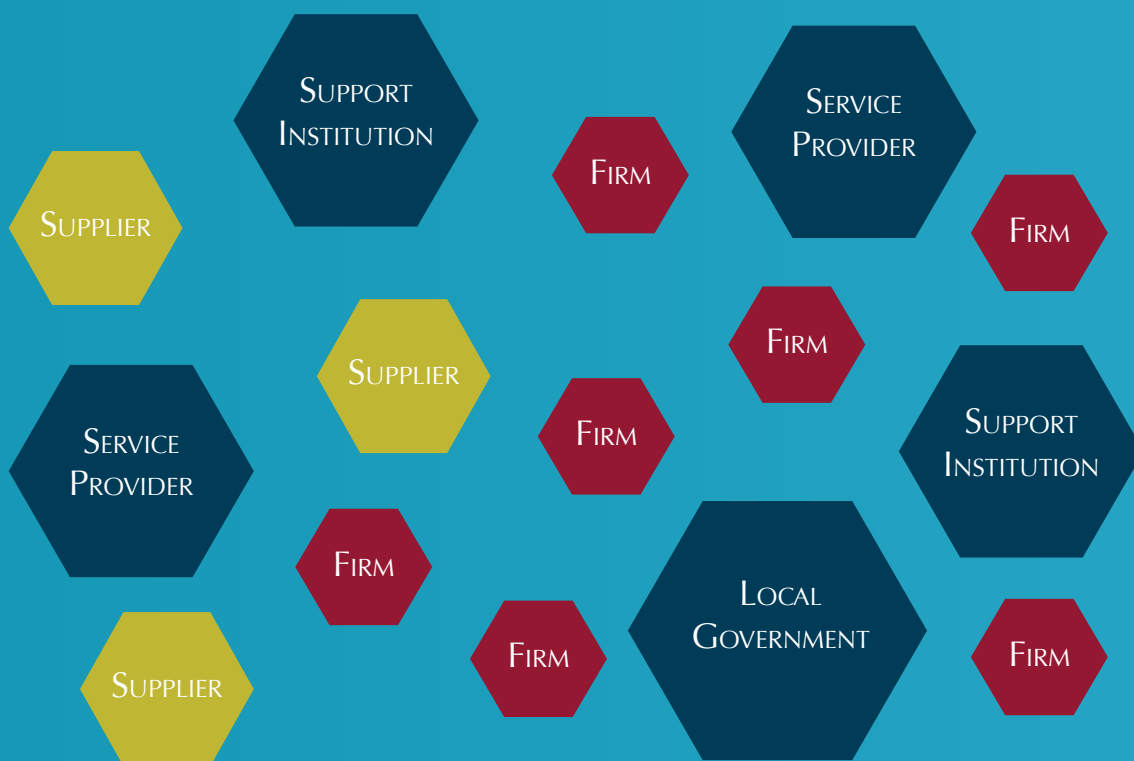 Support
Institution
Service
Provider
Firm
Supplier
Firm
Firm
Supplier
Firm
Support
Institution
Service
Provider
Firm
Local
Government
Firm
Firm
Supplier